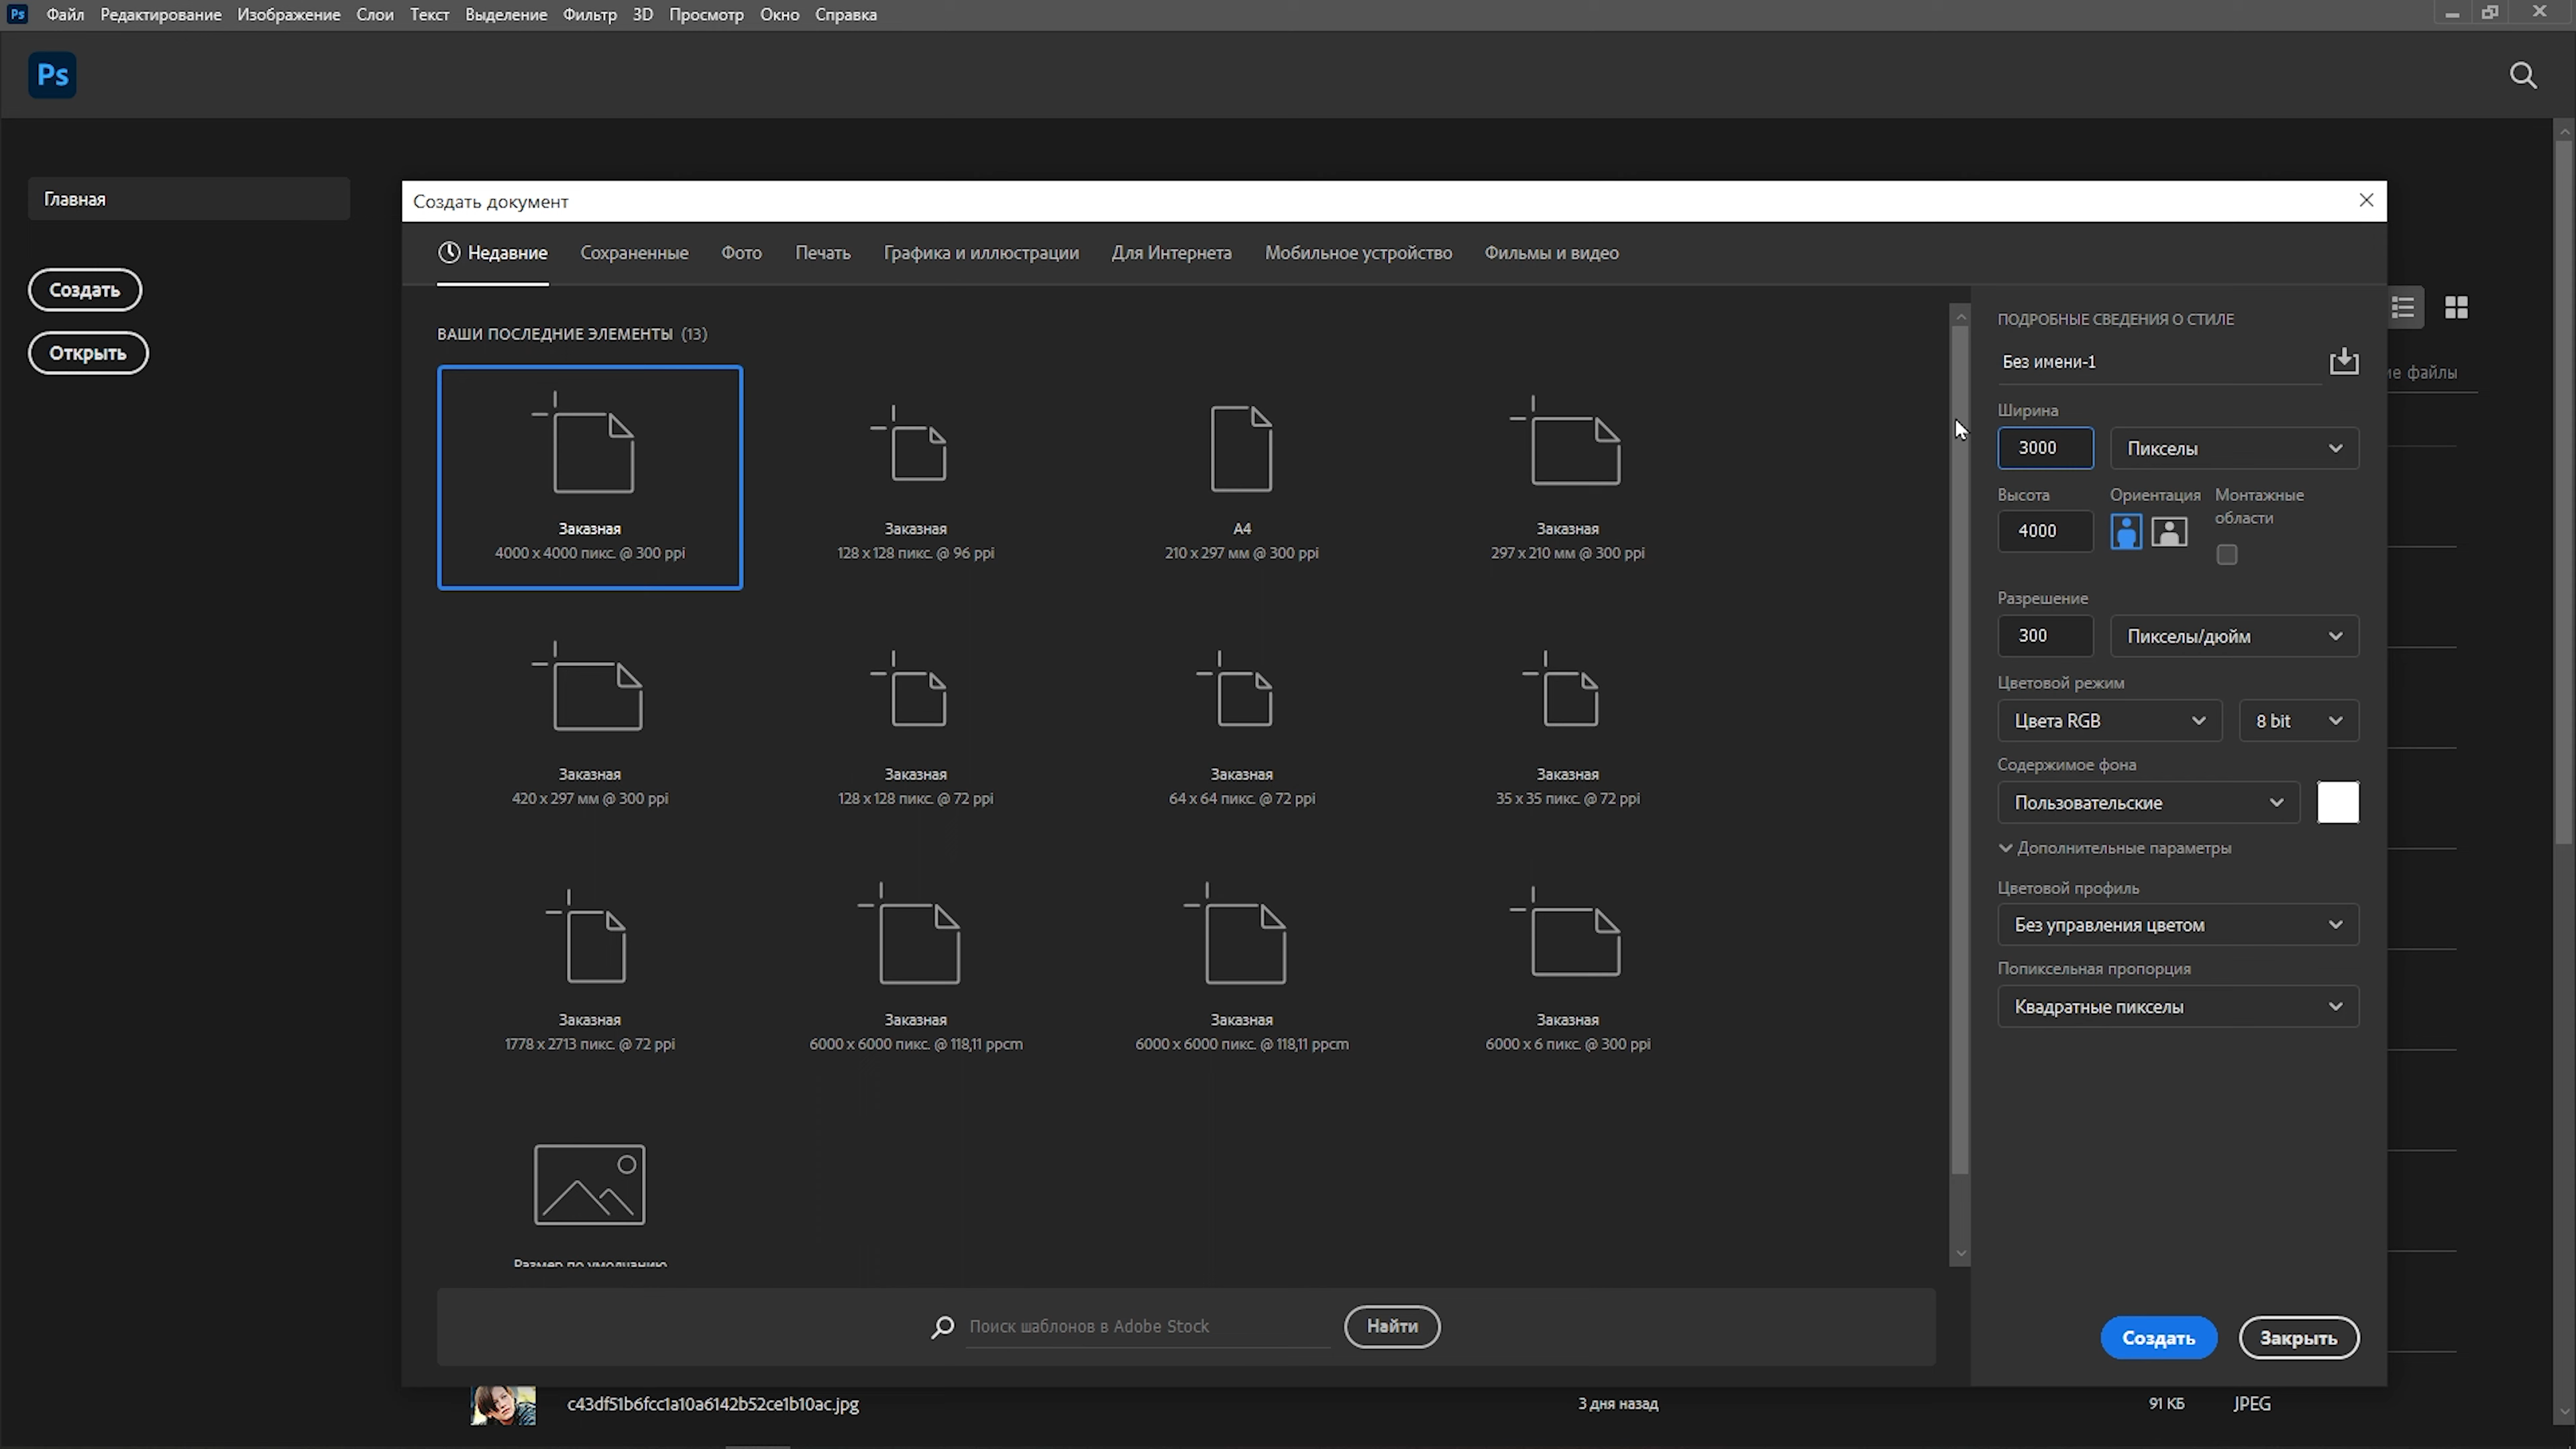 Ps Файл Редактирование Изображение Слои Текст Выделение Фильтр 3D Просмотр Окно Справка
Ps
Главная
Создать
Открыть
Создать документ
Недавние Сохраненные Фото Печать Графика и иллюстрации Для Интернета Мобильное устройство Фильмы и видео
ВАШИ ПОСЛЕДНИЕ ЭЛЕМЕНТЫ (13)
Заказная
4000 x 4000 пикс. @ 300 ppi
Заказная
128 x 128 пикс. @ 96 ppi
A4
210 x 297 мм @ 300 ppi
Заказная
297 x 210 мм @ 300 ppi
Заказная
420 x 297 мм @ 300 ppi
Заказная
128 x 128 пикс. @ 72 ppi
Заказная
64 x 64 пикс. @ 72 ppi
Заказная
35 x 35 пикс. @ 72 ppi
Заказная
1778 x 2713 пикс. @ 72 ppi
Заказная
6000 x 6000 пикс. @ 118,11 ppcm
Заказная
6000 x 6000 пикс. @ 118,11 ppcm
Заказная
6000 x 6 пикс. @ 300 ppi
Размер по умолчанию
Поиск шаблонов в Adobe Stock
Найти
ПОДРОБНЫЕ СВЕДЕНИЯ О СТИЛЕ
Без имени-1
Ширина
3000 Пикселы
Высота Ориентация Монтажные области
4000
Разрешение
300 Пикселы/дюйм
Цветовой режим
Цвета RGB 8 bit
Содержимое фона
Пользовательские
Дополнительные параметры
Цветовой профиль
Без управления цветом
Попиксельная пропорция
Квадратные пикселы
Создать Закрыть
ие файлы
c43df51b6fcc1a10a6142b52ce1b10ac.jpg 3 дня назад 91 КБ JPEG